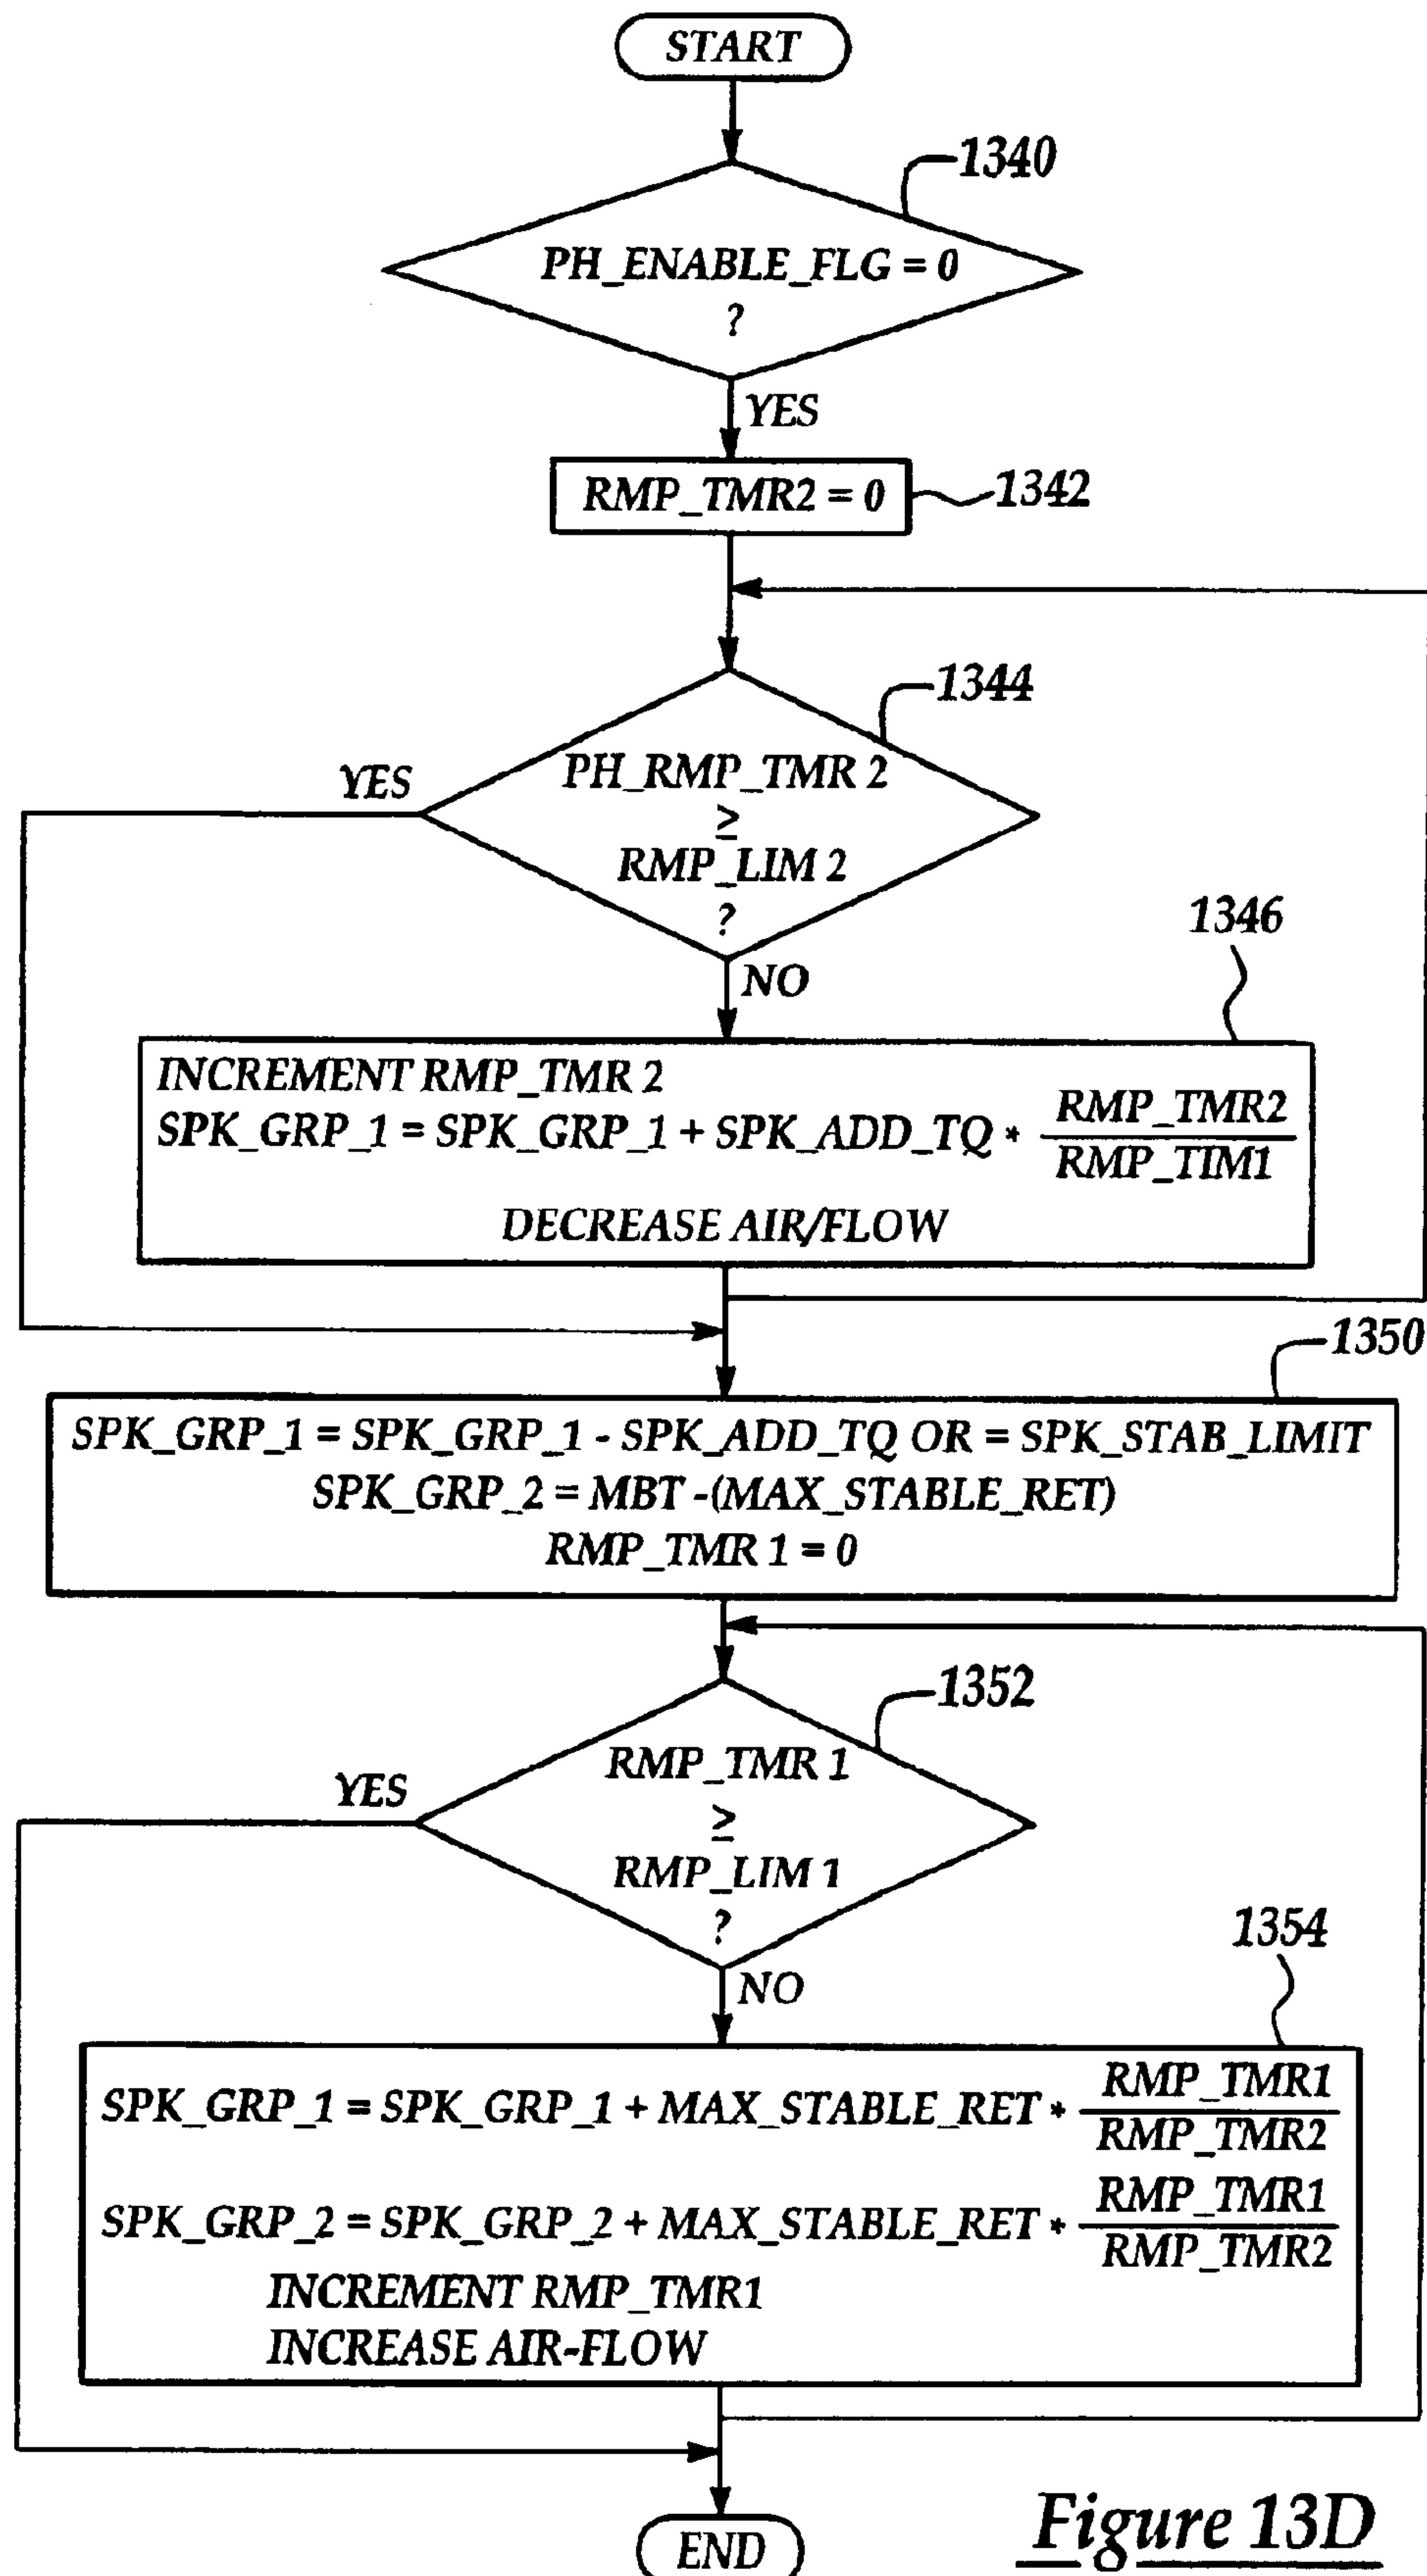 START
1340
PH_ENABLE_FLG = 0
?
YES
RMP_TMR2 = 0
1342
1344
YES
PH_RMP_TMR 2
≥
RMP_LIM 2
?
NO
1346
INCREMENT RMP_TMR 2
SPK_GRP_1 = SPK_GRP_1 + SPK_ADD_TQ * RMP_TMR2
RMP_TIM1
DECREASE AIR/FLOW
1350
SPK_GRP_1 = SPK_GRP_1 - SPK_ADD_TQ OR = SPK_STAB_LIMIT
SPK_GRP_2 = MBT -(MAX_STABLE_RET)
RMP_TMR 1 = 0
1352
YES
RMP_TMR 1
≥
RMP_LIM 1
?
NO
1354
SPK_GRP_1 = SPK_GRP_1 + MAX_STABLE_RET * RMP_TMR1
RMP_TMR2
SPK_GRP_2 = SPK_GRP_2 + MAX_STABLE_RET * RMP_TMR1
RMP_TMR2
INCREMENT RMP_TMR1
INCREASE AIR-FLOW
END
Figure 13D